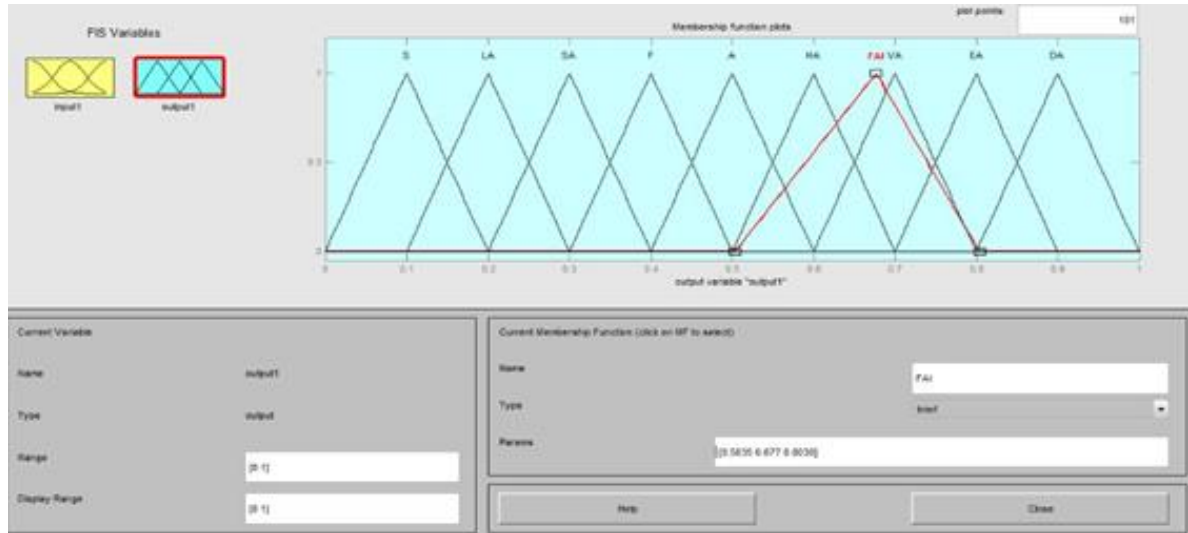 FIS Variables
plot points:
101
Membership function plots
S LA SA F A MA FAI VA EA DA
input1
output1
1
0.5
0
0 0.1 0.2 0.3 0.4 0.5 0.6 0.7 0.8 0.9 1
output variable "output1"
Current Variable
Name output1
Type output
Range [0 1]
Display Range [0 1]
Current Membership Function (click on MF to select)
Name FAI
Type trimf
Params
Help
Close